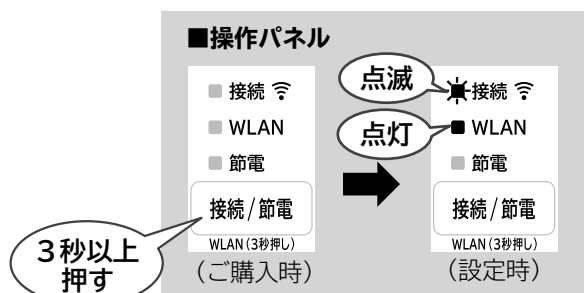 ■操作パネル
接続
WLAN
節電
接続/節電
WLAN(3秒押し)
(ご購入時)
3秒以上
押す
点滅
点灯
接続
WLAN
節電
接続/節電
WLAN(3秒押し)
(設定時)